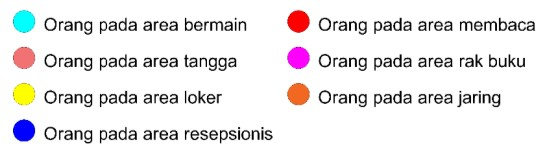 Orang pada area bermain
Orang pada area tangga
Orang pada area loker
Orang pada area resepsionis
Orang pada area membaca
Orang pada area rak buku
Orang pada area jaring